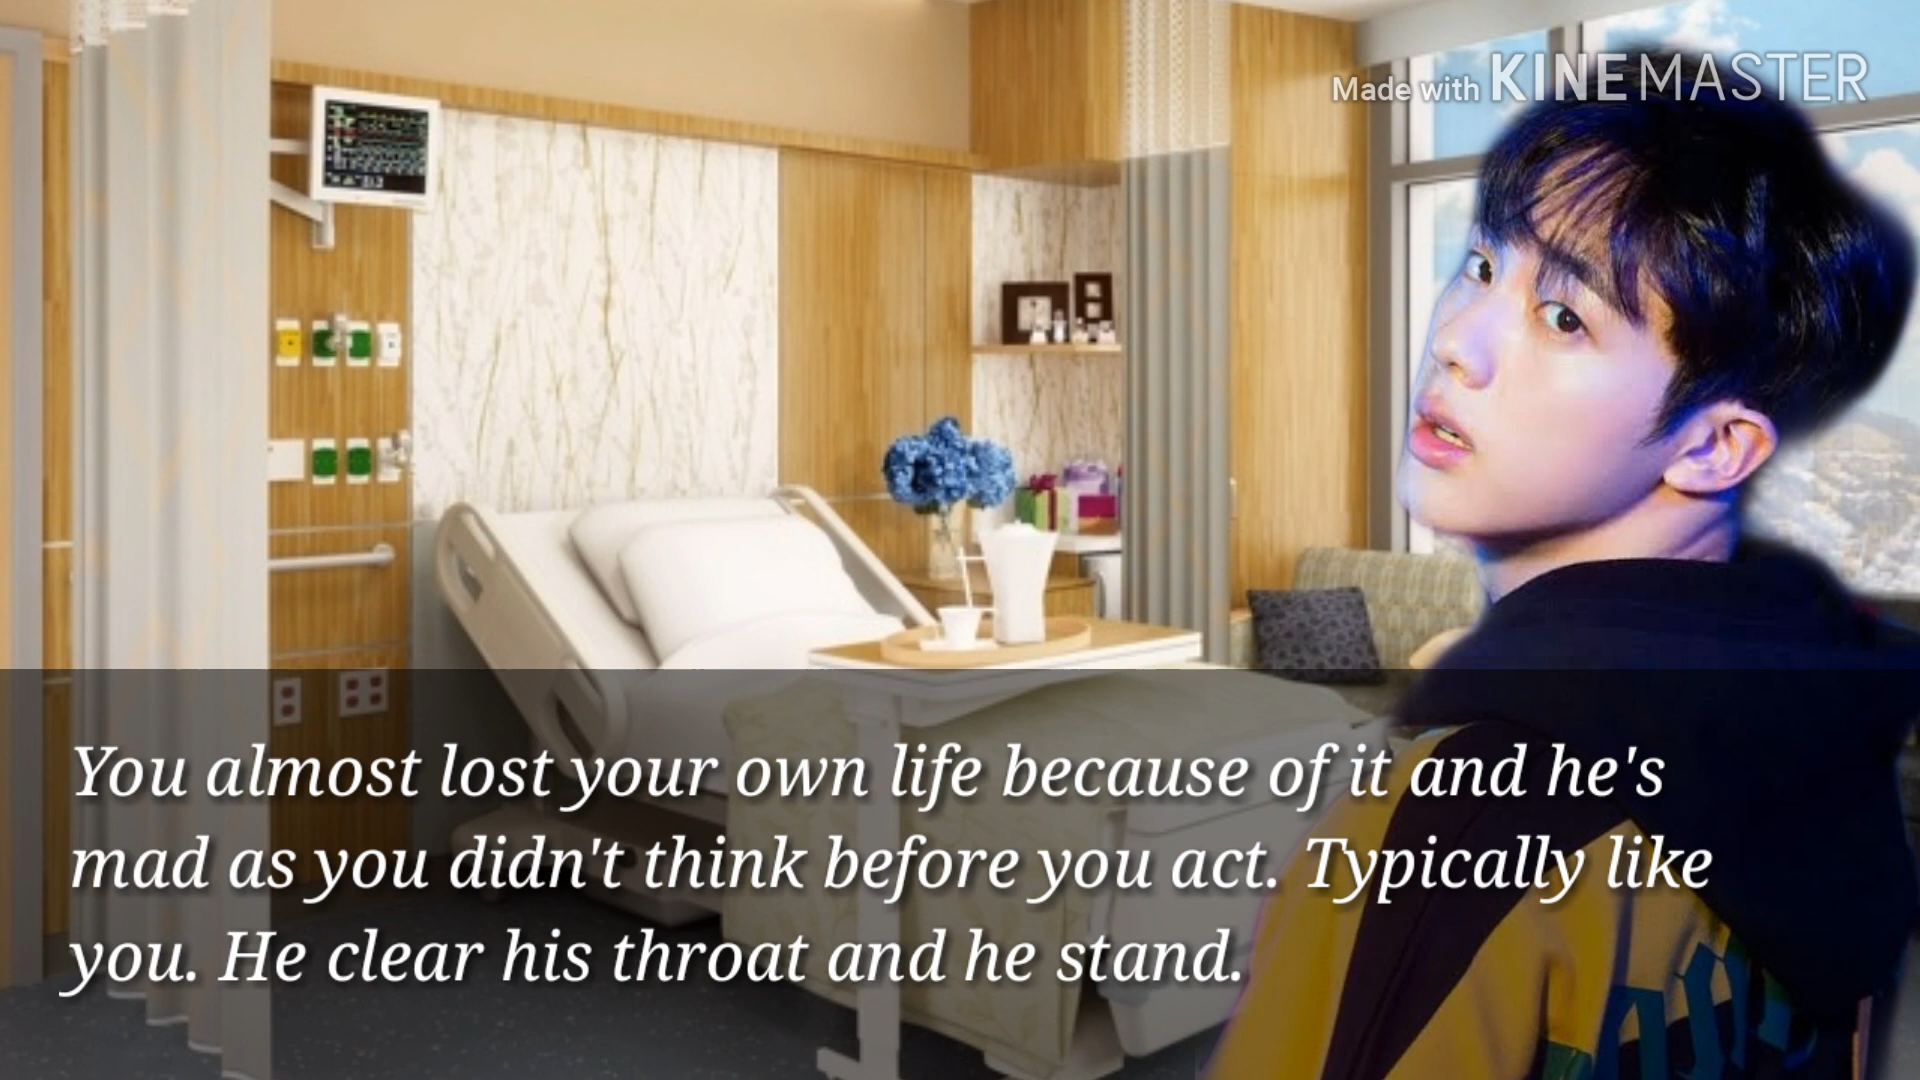 Made with KINEMASTER
You almost lost your own life because of it and he's
mad as you didn't think before you act. Typically like
you. He clear his throat and he stand.